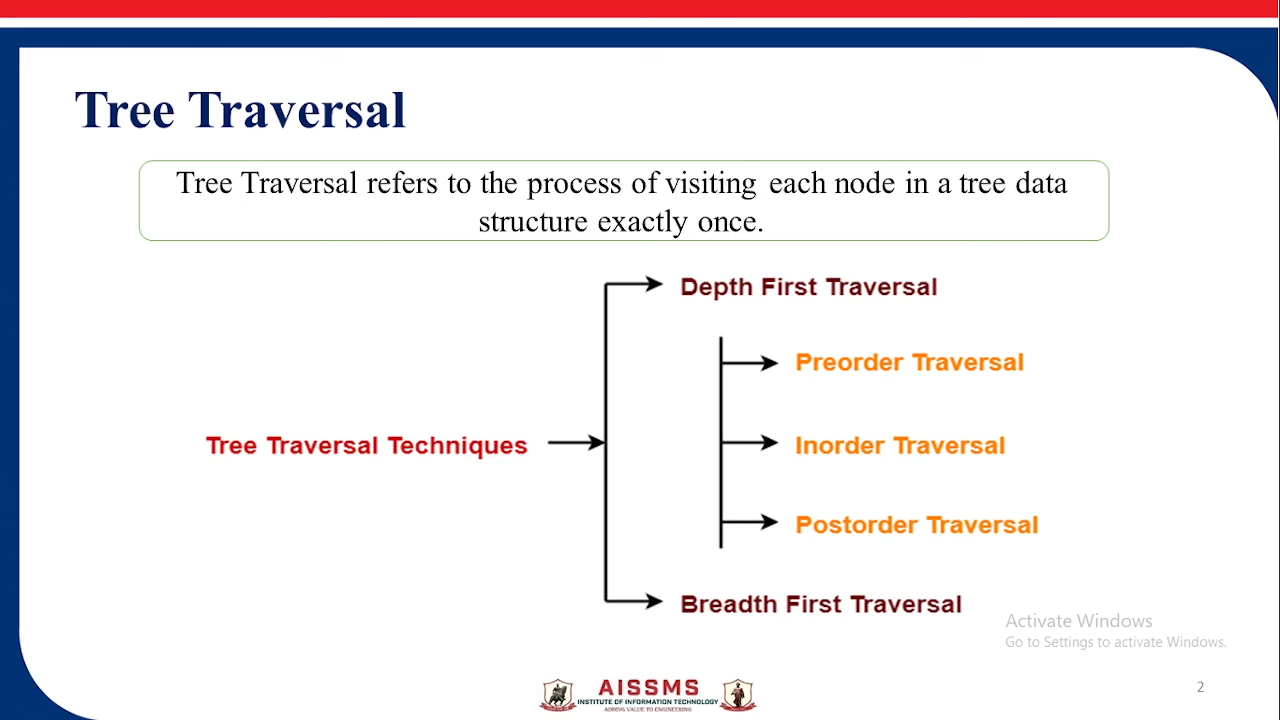 Tree Traversal
Tree Traversal refers to the process of visiting each node in a tree data
structure exactly once.
Depth First Traversal
Preorder Traversal
Tree Traversal Techniques
Inorder Traversal
Postorder Traversal
Breadth First Traversal
Activate Windows
Go to Settings to activate Windows.
AISSMS
INSTITUTE OF INFORMATION TECHNOLOGY
ADDING VALUE TO ENGINEERING
2